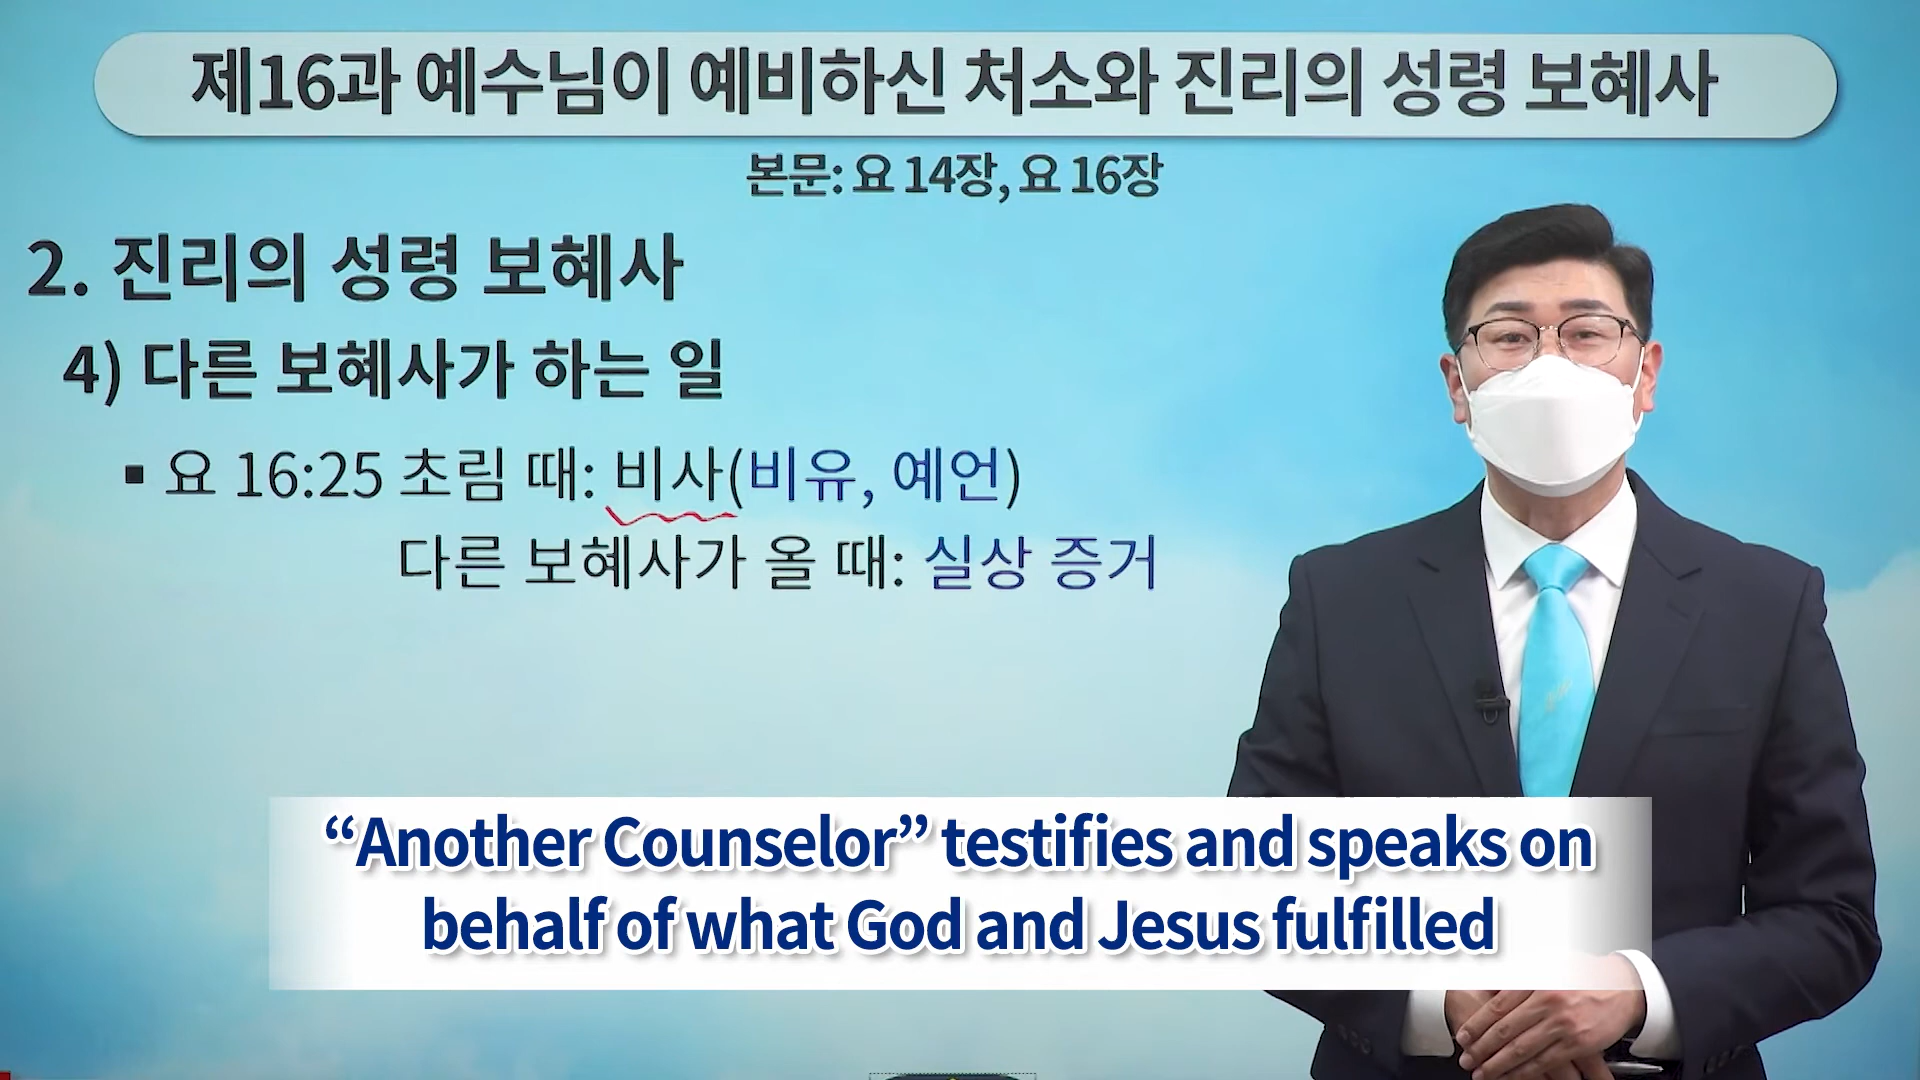 제16과 예수님이 예비하신 처소와 진리의 성령 보혜사
본문: 요 14장, 요 16장
2. 진리의 성령 보혜사
4) 다른 보혜사가 하는 일
▪ 요 16:25 초림 때: 비사(비유, 예언)
다른 보혜사가 올 때: 실상 증거
“Another Counselor” testifies and speaks on
behalf of what God and Jesus fulfilled